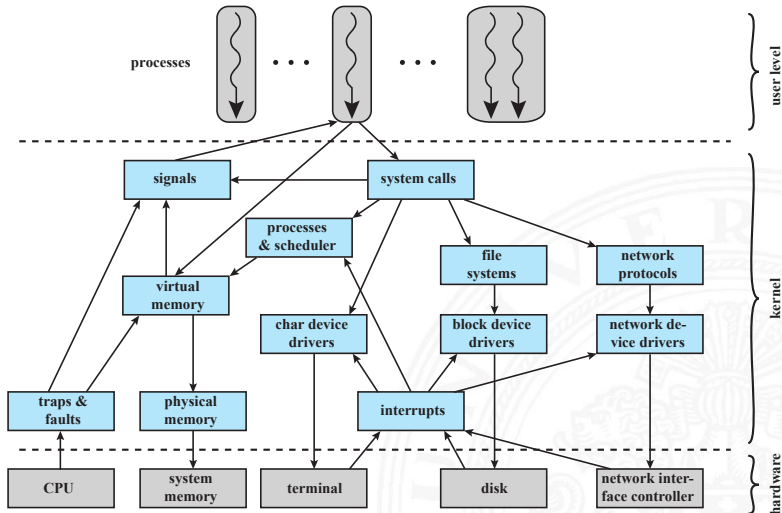 processes
user level
signals
system calls
processes
& scheduler
file
systems
network
protocols
virtual
memory
char device
drivers
block device
drivers
network de-
vice drivers
kernel
traps &
faults
physical
memory
interrupts
CPU
system
memory
terminal
disk
network inter-
face controller
hardware